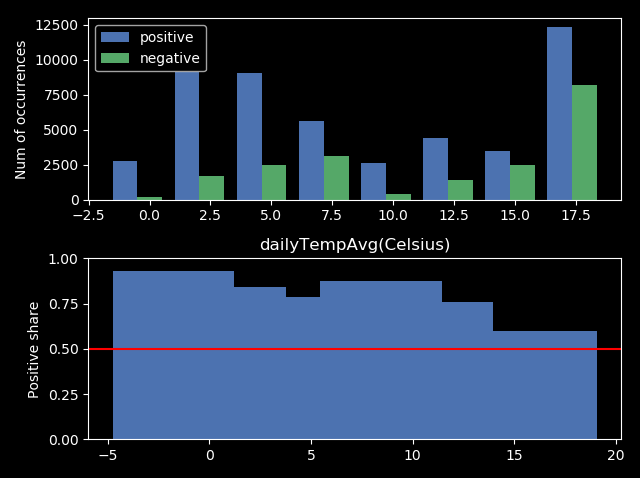 12500
10000
7500
5000
2500
0
Num of occurrences
positive
negative
−2.5 0.0 2.5 5.0 7.5 10.0 12.5 15.0 17.5
dailyTempAvg(Celsius)
1.00
0.75
0.50
0.25
0.00
Positive share
−5 0 5 10 15 20